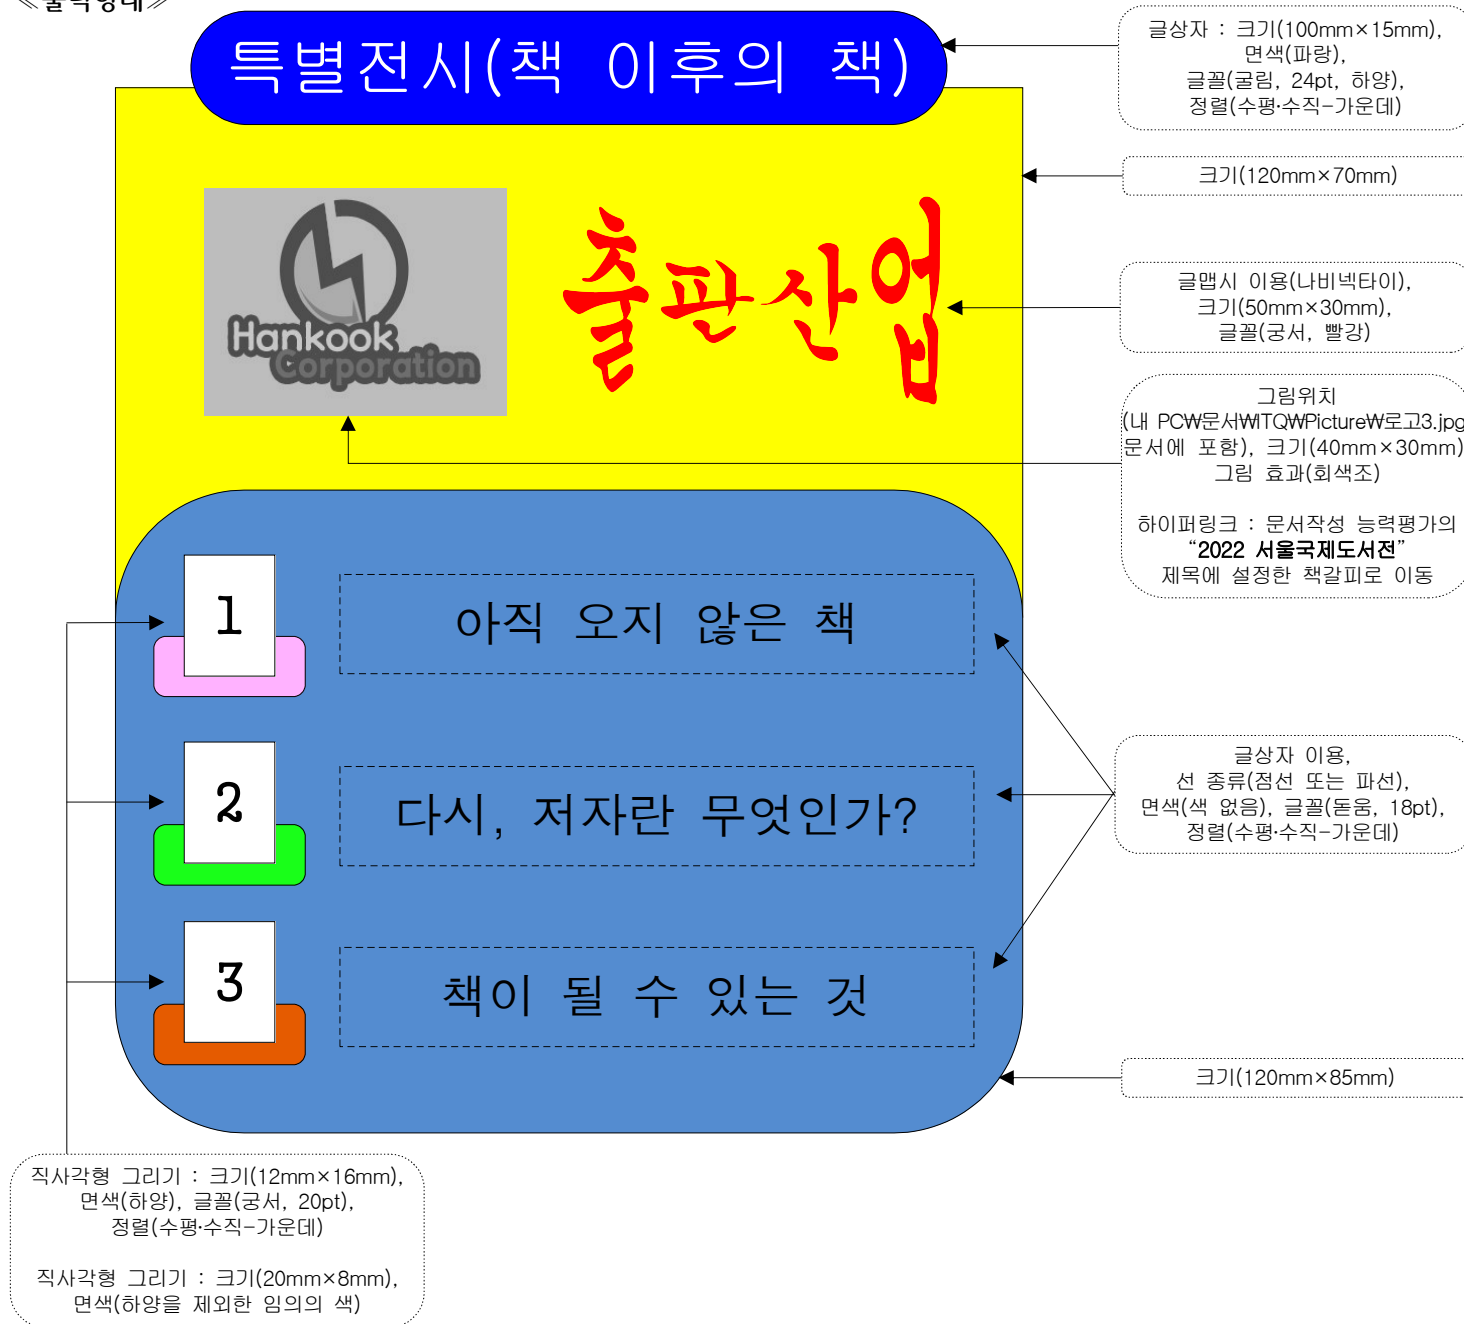 ≪출력형태≫
특별전시(책 이후의 책)
글상자 : 크기(100mm×15mm),
면색(파랑),
글꼴(굴림, 24pt, 하양),
정렬(수평·수직-가운데)
크기(120mm×70mm)
Hankook
Corporation
출판산업
글맵시 이용(나비넥타이),
크기(50mm×30mm),
글꼴(궁서, 빨강)
그림위치
(내 PC₩문서₩ITQ₩Picture₩로고3.jpg
문서에 포함), 크기(40mm×30mm)
그림 효과(회색조)
하이퍼링크 : 문서작성 능력평가의
“2022 서울국제도서전”
제목에 설정한 책갈피로 이동
1
아직 오지 않은 책
2
다시, 저자란 무엇인가?
글상자 이용,
선 종류(점선 또는 파선),
면색(색 없음), 글꼴(돋움, 18pt),
정렬(수평·수직-가운데)
3
책이 될 수 있는 것
크기(120mm×85mm)
직사각형 그리기 : 크기(12mm×16mm),
면색(하양), 글꼴(궁서, 20pt),
정렬(수평·수직-가운데)
직사각형 그리기 : 크기(20mm×8mm),
면색(하양을 제외한 임의의 색)